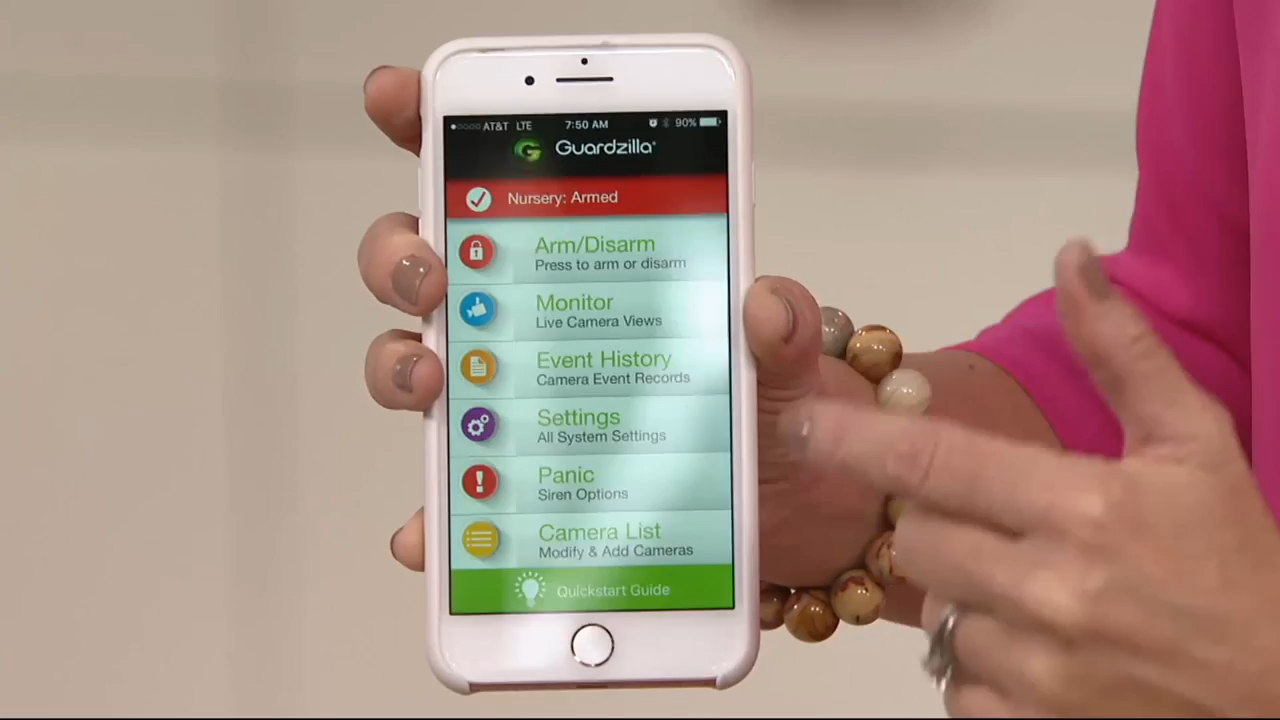 AT&T LTE 7:50 AM 90%
Guardzilla
Nursery: Armed
Arm/Disarm
Press to arm or disarm
Monitor
Live Camera Views
Event History
Camera Event Records
Settings
All System Settings
Panic
Siren Options
Camera List
Modify & Add Cameras
Quickstart Guide